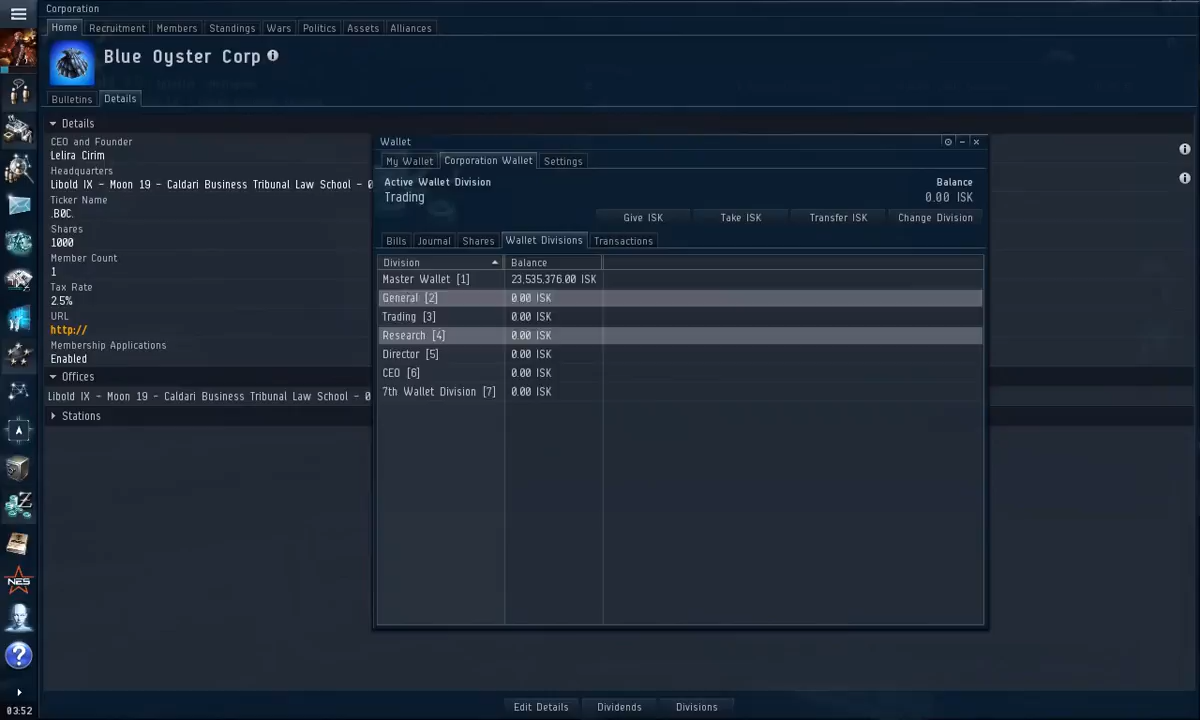 Corporation
Home Recruitment Members Standings Wars Politics Assets Alliances
Blue Oyster Corp
Bulletins Details
Details
CEO and Founder
Lelira Cirim
Headquarters
Libold IX - Moon 19 - Caldari Business Tribunal Law School - 0
Ticker Name
.B0C.
Shares
1000
Member Count
1
Tax Rate
2.5%
URL
http://
Membership Applications
Enabled
Offices
Libold IX - Moon 19 - Caldari Business Tribunal Law School - 0
Stations
Wallet
My Wallet Corporation Wallet Settings
Active Wallet Division Balance
Trading 0.00 ISK
Give ISK Take ISK Transfer ISK Change Division
Bills Journal Shares Wallet Divisions Transactions
Division Balance
Master Wallet [1] 23,535,376.00 ISK
General [2] 0.00 ISK
Trading [3] 0.00 ISK
Research [4] 0.00 ISK
Director [5] 0.00 ISK
CEO [6] 0.00 ISK
7th Wallet Division [7] 0.00 ISK
NES
?
03:52
Edit Details Dividends Divisions